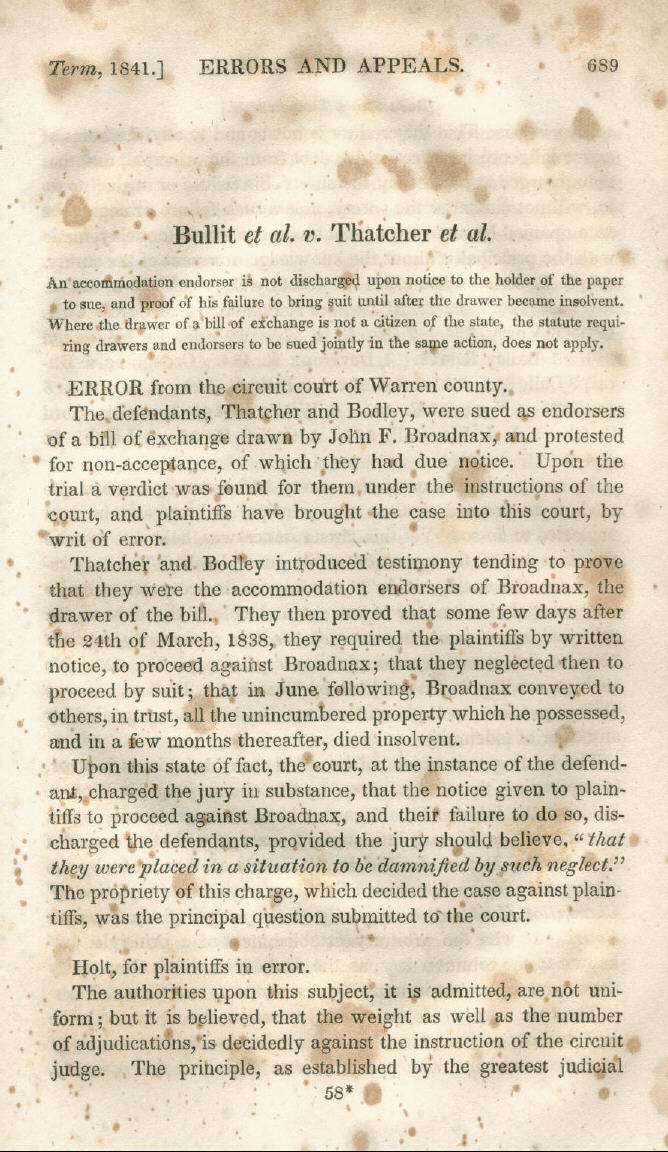 Term, 1841.] ERRORS AND APPEALS. 689
Bullit et al. v. Thatcher et al.
An accommodation endorser is not discharged upon notice to the holder of the paper
to sue, and proof of his failure to bring suit until after the drawer became insolvent.
Where the drawer of a bill of exchange is not a citizen of the state, the statute requi-
ring drawers and endorsers to be sued jointly in the same action, does not apply.
ERROR from the circuit court of Warren county.
The defendants, Thatcher and Bodley, were sued as endorsers
of a bill of exchange drawn by John F. Broadnax, and protested
for non-acceptance, of which they had due notice. Upon the
trial a verdict was found for them under the instructions of the
court, and plaintiffs have brought the case into this court, by
writ of error.
Thatcher and Bodley introduced testimony tending to prove
that they were the accommodation endorsers of Broadnax, the
drawer of the bill. They then proved that some few days after
the 24th of March, 1838, they required the plaintiffs by written
notice, to proceed against Broadnax; that they neglected then to
proceed by suit; that in June following, Broadnax conveyed to
others, in trust, all the unincumbered property which he possessed,
and in a few months thereafter, died insolvent.
Upon this state of fact, the court, at the instance of the defend-
ant, charged the jury in substance, that the notice given to plain-
tiffs to proceed against Broadnax, and their failure to do so, dis-
charged the defendants, provided the jury should believe, "that
they were placed in a situation to be damnified by such neglect."
The propriety of this charge, which decided the case against plain-
tiffs, was the principal question submitted to the court.
Holt, for plaintiffs in error.
The authorities upon this subject, it is admitted, are not uni-
form; but it is believed, that the weight as well as the number
of adjudications, is decidedly against the instruction of the circuit
judge. The principle, as established by the greatest judicial
58*